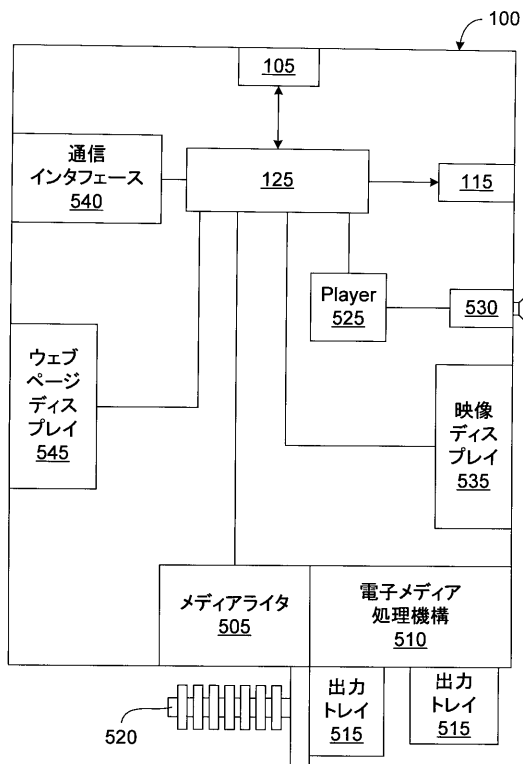 100
105
通信
インタフェース
540
125
115
Player
525
530
ウェブ
ページ
ディス
プレイ
545
映像
ディス
プレイ
535
メディアライタ
505
電子メディア
処理機構
510
520
出力
トレイ
515
出力
トレイ
515